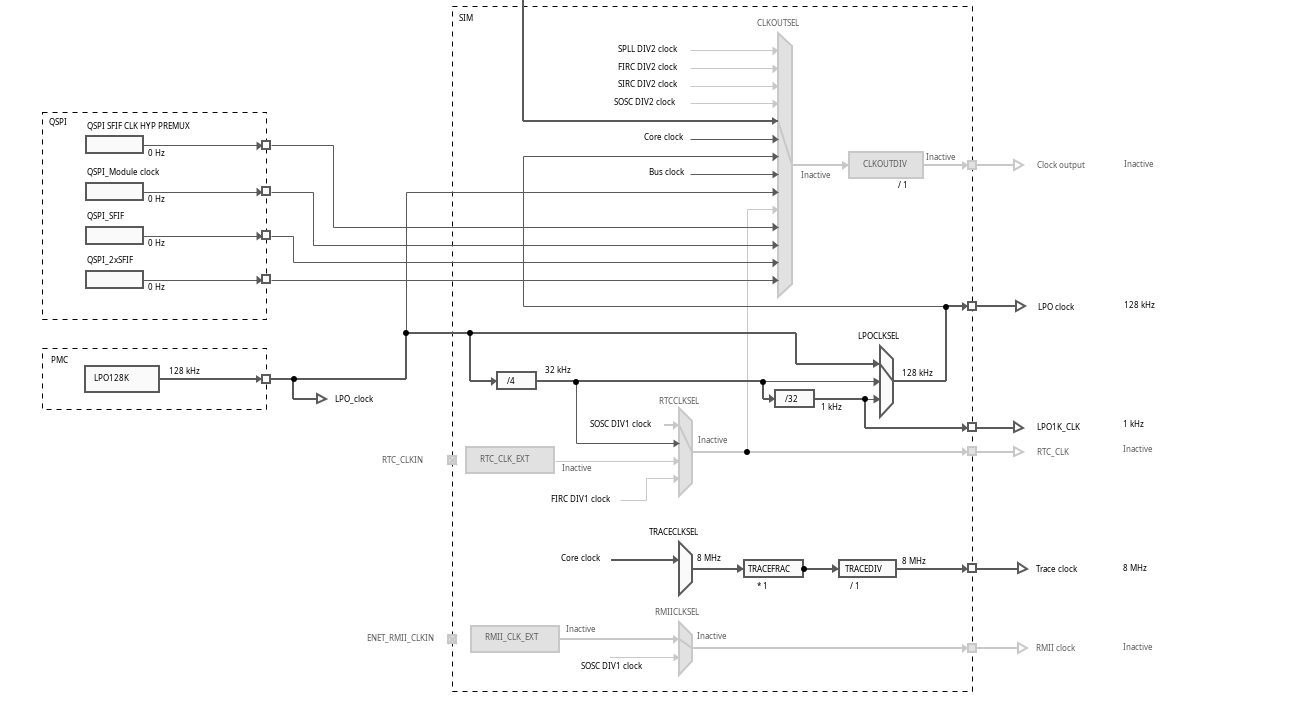 SIM
CLKOUTSEL
SPLL DIV2 clock
FIRC DIV2 clock
SIRC DIV2 clock
SOSC DIV2 clock
Core clock
Bus clock
Inactive
CLKOUTDIV
/ 1
Inactive
Clock output
Inactive
QSPI
QSPI SFIF CLK HYP PREMUX
0 Hz
QSPI_Module clock
0 Hz
QSPI_SFIF
0 Hz
QSPI_2xSFIF
0 Hz
LPO clock
128 kHz
PMC
LPO128K
128 kHz
LPO_clock
/4
32 kHz
LPOCLKSEL
128 kHz
/32
1 kHz
LPO1K_CLK
1 kHz
RTCCLKSEL
SOSC DIV1 clock
Inactive
RTC_CLK
Inactive
RTC_CLKIN
RTC_CLK_EXT
Inactive
FIRC DIV1 clock
TRACECLKSEL
Core clock
8 MHz
TRACEFRAC
* 1
TRACEDIV
/ 1
8 MHz
Trace clock
8 MHz
RMIICLKSEL
ENET_RMII_CLKIN
RMII_CLK_EXT
Inactive
SOSC DIV1 clock
Inactive
RMII clock
Inactive